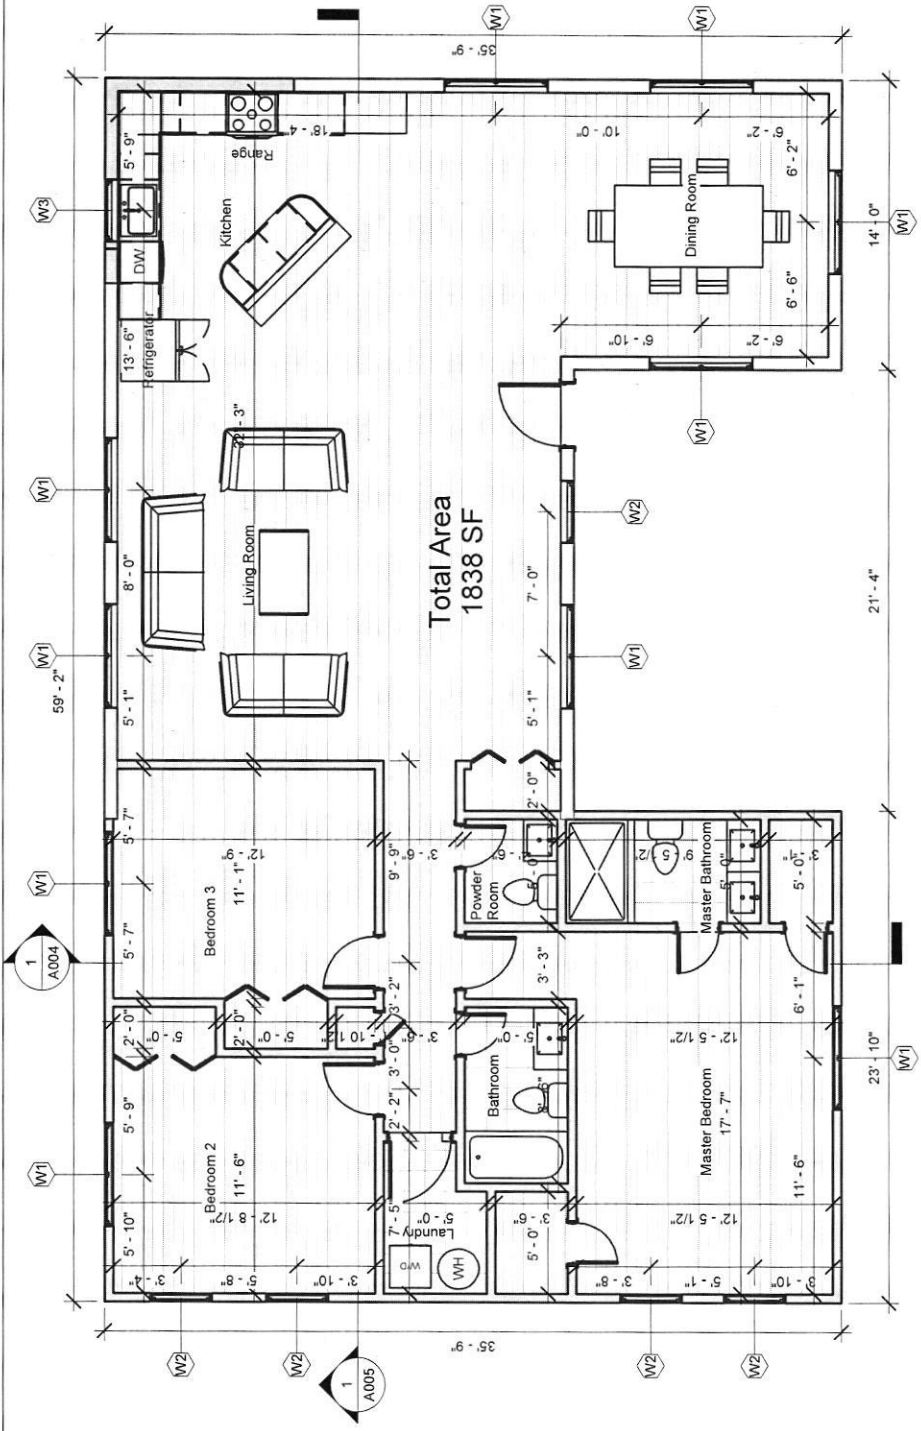 W1
W1
35' - 9"
18' - 4"
10' - 0"
6' - 2"
5' - 9"
Range
6' - 2"
W3
Kitchen
Dining Room
DW
14' - 0"
W1
6' - 6"
13' - 6"
Refrigerator
6' - 10"
6' - 2"
W1
W1
Total Area
1838 SF
W2
8' - 0"
Living Room
7' - 0"
21' - 4"
W1
W1
59' - 2"
5' - 1"
5' - 1"
2' - 0"
5' - 7"
12' - 9"
9' - 9"
3' - 6"
9' - 5 1/2"
Master Bathroom
5' - 0"
5' - 0"
W1
11' - 1"
Powder
Room
Bedroom 3
5' - 7"
1
A004
3' - 3"
3' - 2"
6' - 1"
2' - 0"
2' - 0"
5' - 0"
5' - 0"
10 1/2"
3' - 6"
5' - 0"
12' - 5 1/2"
3' - 0"
23' - 10"
W1
Bathroom
2' - 2"
5' - 9"
Master Bedroom
17' - 7"
W1
Bedroom 2
11' - 6"
11' - 6"
5' - 10"
12' - 8 1/2"
7' - 5"
5' - 0"
Laundry
3' - 6"
12' - 5 1/2"
5' - 0"
W/D
WH
3' - 4"
5' - 8"
3' - 10"
3' - 8"
5' - 1"
3' - 10"
35' - 9"
W2
W2
W2
W2
1
A005